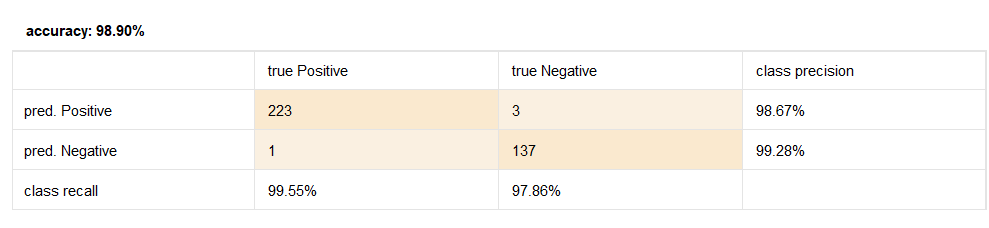 accuracy: 98.90%
true Positive true Negative class precision
pred. Positive 223 3 98.67%
pred. Negative 1 137 99.28%
class recall 99.55% 97.86%